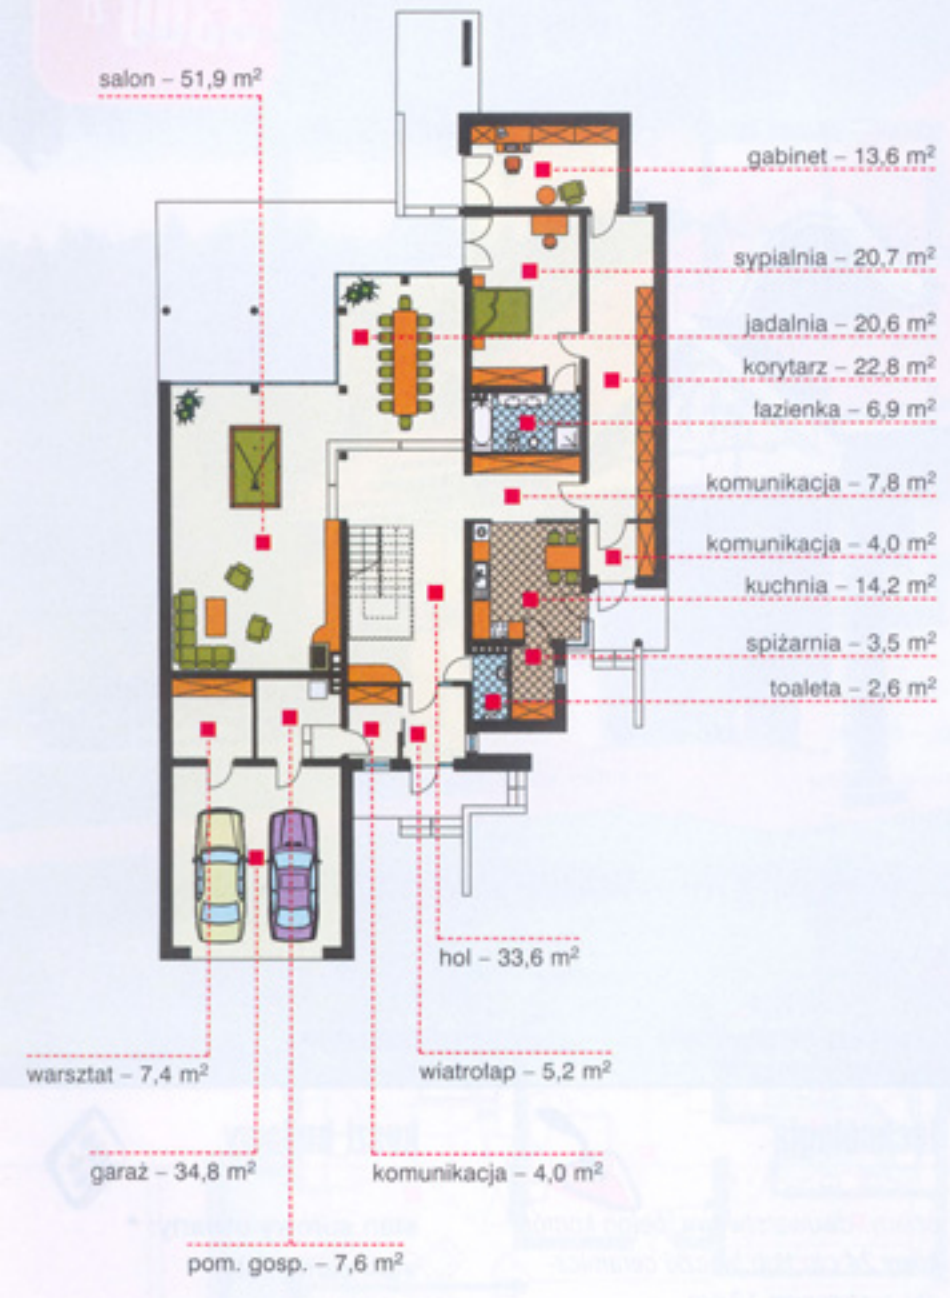 salon – 51,9 m²
gabinet – 13,6 m²
sypialnia – 20,7 m²
jadalnia – 20,6 m²
korytarz – 22,8 m²
łazienka – 6,9 m²
komunikacja – 7,8 m²
komunikacja – 4,0 m²
kuchnia – 14,2 m²
spiżarnia – 3,5 m²
toaleta – 2,6 m²
hol – 33,6 m²
warsztat – 7,4 m²
wiatrołap – 5,2 m²
garaż – 34,8 m²
komunikacja – 4,0 m²
pom. gosp. – 7,6 m²